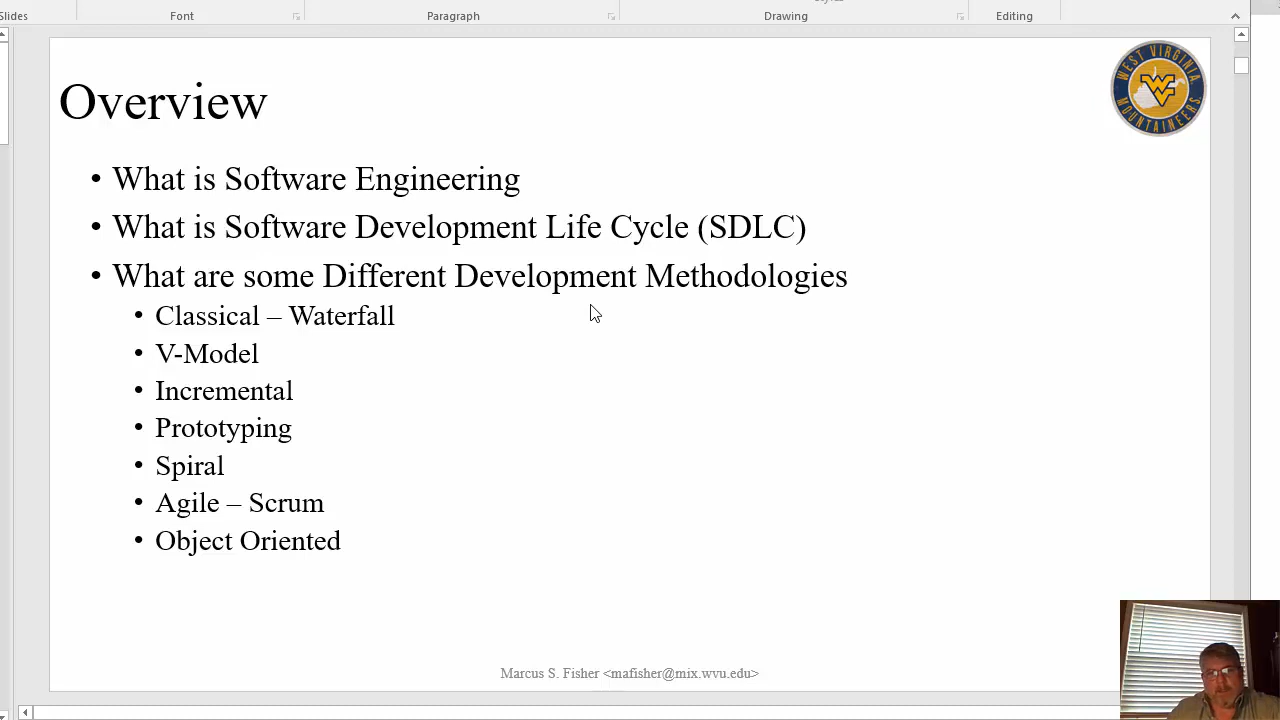 Slides
Font
Paragraph
Drawing
Editing
WEST VIRGINIA
WV
MOUNTAINEERS
Overview
• What is Software Engineering
• What is Software Development Life Cycle (SDLC)
• What are some Different Development Methodologies
• Classical – Waterfall
• V-Model
• Incremental
• Prototyping
• Spiral
• Agile – Scrum
• Object Oriented
Marcus S. Fisher <mafisher@mix.wvu.edu>